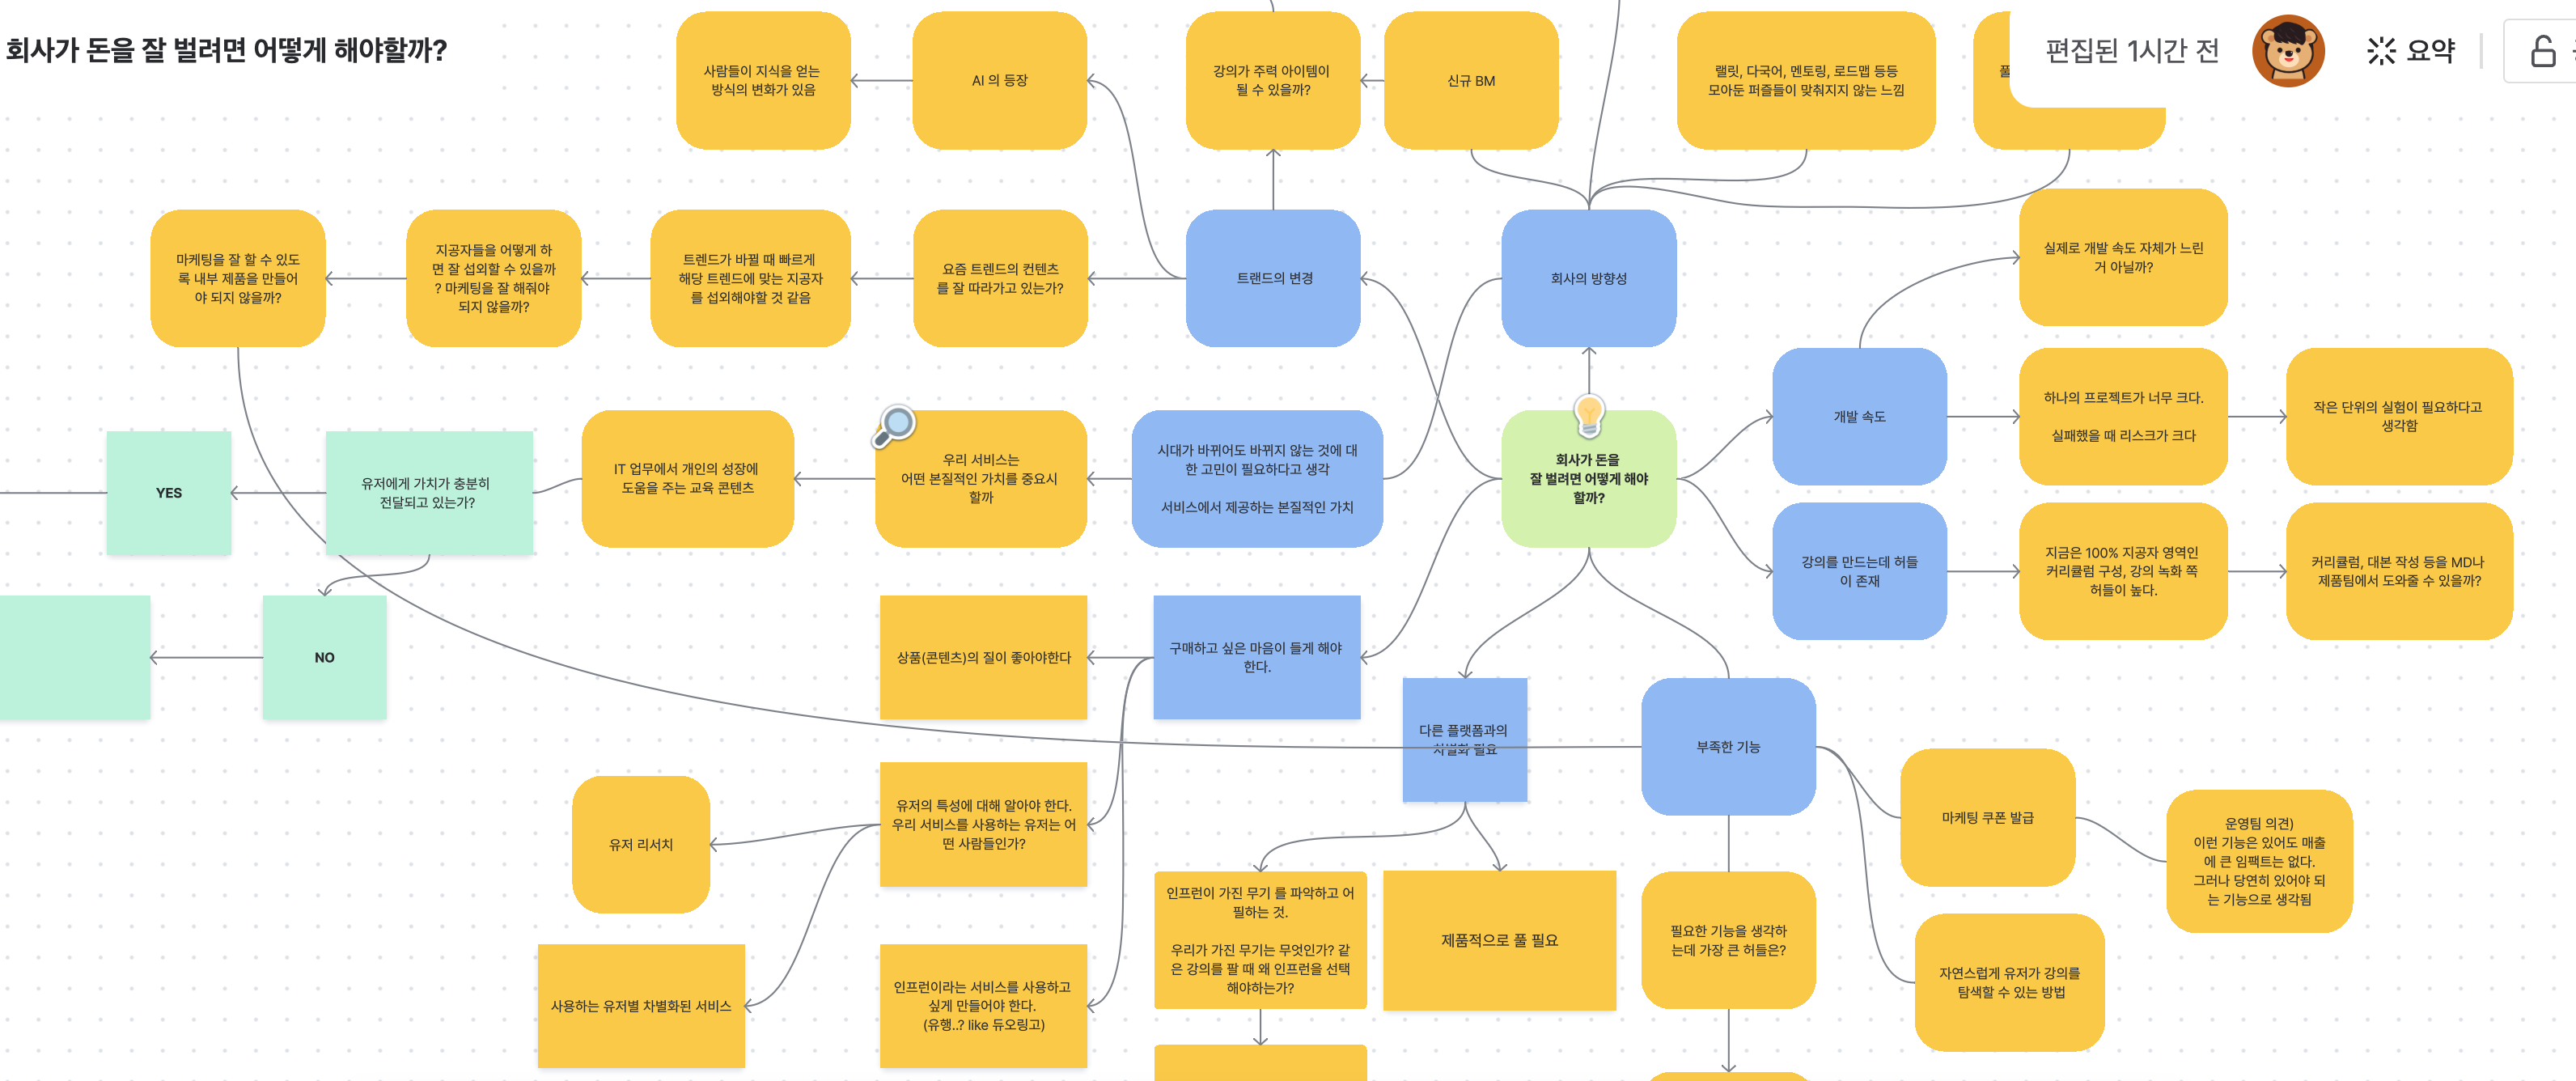 회사가 돈을 잘 벌려면 어떻게 해야할까?
편집된 1시간 전
요약
사람들이 지식을 얻는
방식의 변화가 있음
AI 의 등장
강의가 주력 아이템이
될 수 있을까?
신규 BM
랠릿, 다국어, 멘토링, 로드맵 등등
모아둔 퍼즐들이 맞춰지지 않는 느낌
마케팅을 잘 할 수 있도
록 내부 제품을 만들어
야 되지 않을까?
지공자들을 어떻게 하
면 잘 섭외할 수 있을까
? 마케팅을 잘 해줘야
되지 않을까?
트렌드가 바뀔 때 빠르게
해당 트렌드에 맞는 지공자
를 섭외해야할 것 같음
요즘 트렌드의 컨텐츠
를 잘 따라가고 있는가?
트랜드의 변경
회사의 방향성
실제로 개발 속도 자체가 느린
거 아닐까?
YES
유저에게 가치가 충분히
전달되고 있는가?
IT 업무에서 개인의 성장에
도움을 주는 교육 콘텐츠
우리 서비스는
어떤 본질적인 가치를 중요시
할까
시대가 바뀌어도 바뀌지 않는 것에 대
한 고민이 필요하다고 생각
서비스에서 제공하는 본질적인 가치
회사가 돈을
잘 벌려면 어떻게 해야
할까?
개발 속도
하나의 프로젝트가 너무 크다.
실패했을 때 리스크가 크다
작은 단위의 실험이 필요하다고
생각함
강의를 만드는데 허들
이 존재
지금은 100% 지공자 영역인
커리큘럼 구성, 강의 녹화 쪽
허들이 높다.
커리큘럼, 대본 작성 등을 MD나
제품팀에서 도와줄 수 있을까?
NO
상품(콘텐츠)의 질이 좋아야한다
구매하고 싶은 마음이 들게 해야
한다.
다른 플랫폼과의
차별화 필요
부족한 기능
유저 리서치
유저의 특성에 대해 알아야 한다.
우리 서비스를 사용하는 유저는 어
떤 사람들인가?
마케팅 쿠폰 발급
운영팀 의견)
이런 기능은 있어도 매출
에 큰 임팩트는 없다.
그러나 당연히 있어야 되
는 기능으로 생각됨
사용하는 유저별 차별화된 서비스
인프런이라는 서비스를 사용하고
싶게 만들어야 한다.
(유행..? like 듀오링고)
인프런이 가진 무기 를 파악하고 어
필하는 것.
우리가 가진 무기는 무엇인가? 같
은 강의를 팔 때 왜 인프런을 선택
해야하는가?
제품적으로 풀 필요
필요한 기능을 생각하
는데 가장 큰 허들은?
자연스럽게 유저가 강의를
탐색할 수 있는 방법